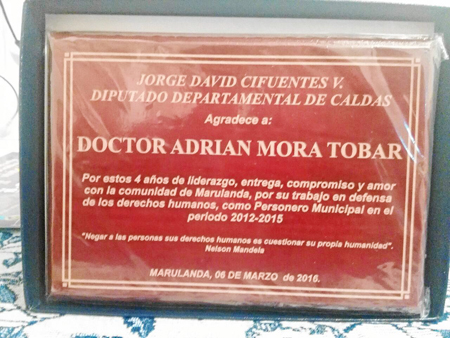 JORGE DAVID CIFUENTES V.
DIPUTADO DEPARTAMENTAL DE CALDAS
Agradece a:
DOCTOR ADRIAN MORA TOBAR
Por estos 4 años de liderazgo, entrega, compromiso y amor
con la comunidad de Marulanda, por su trabajo en defensa
de los derechos humanos, como Personero Municipal en el
periodo 2012-2015
"Negar a las personas sus derechos humanos es cuestionar su propia humanidad".
Nelson Mandela
MARULANDA, 06 DE MARZO de 2016.